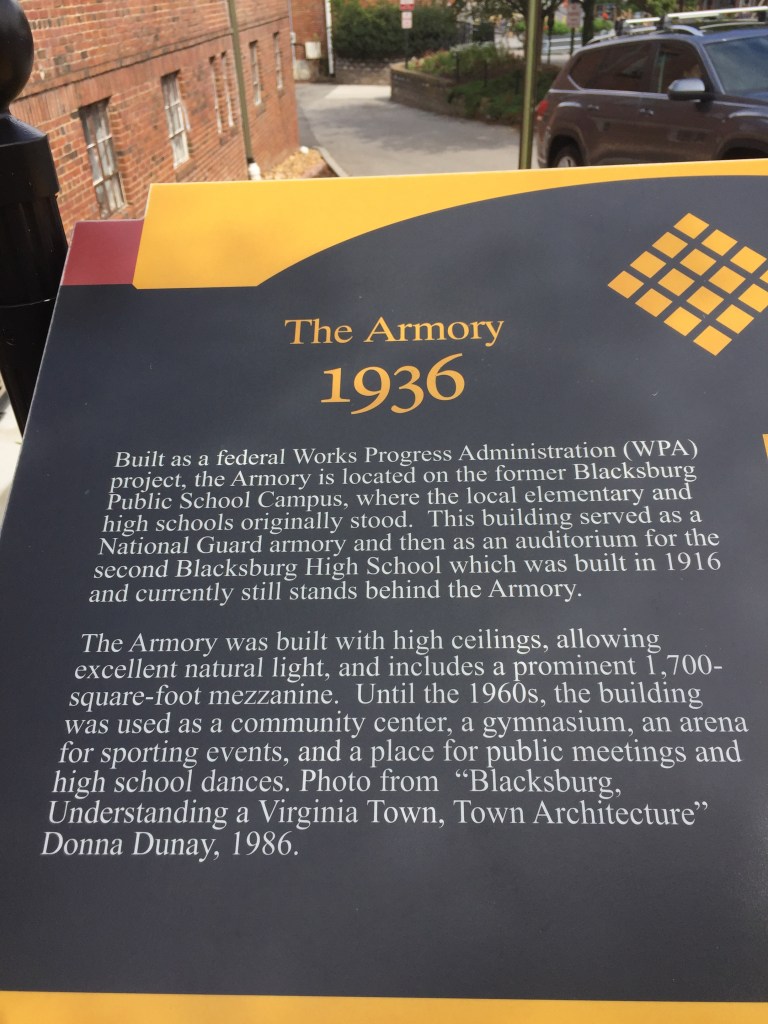 The Armory
1936
Built as a federal Works Progress Administration (WPA)
project, the Armory is located on the former Blacksburg
Public School Campus, where the local elementary and
high schools originally stood. This building served as a
National Guard armory and then as an auditorium for the
second Blacksburg High School which was built in 1916
and currently still stands behind the Armory.
The Armory was built with high ceilings, allowing
excellent natural light, and includes a prominent 1,700-
square-foot mezzanine. Until the 1960s, the building
was used as a community center, a gymnasium, an arena
for sporting events, and a place for public meetings and
high school dances. Photo from “Blacksburg,
Understanding a Virginia Town, Town Architecture”
Donna Dunay, 1986.